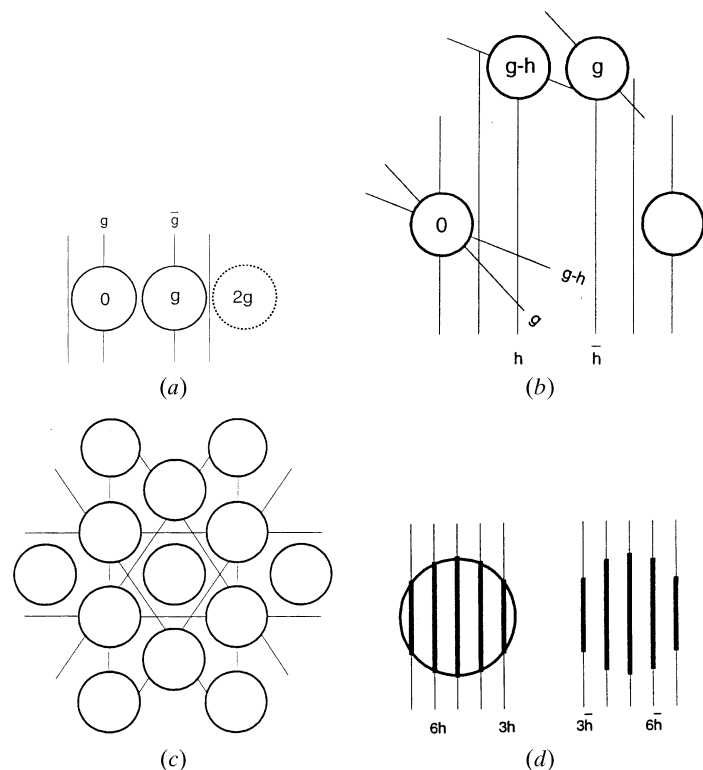 g ḡ
0 g 2g
(a)
g-h g
0
g-h
g
h h̄
(b)
(c)
6h 3h 3h̄ 6h̄
(d)